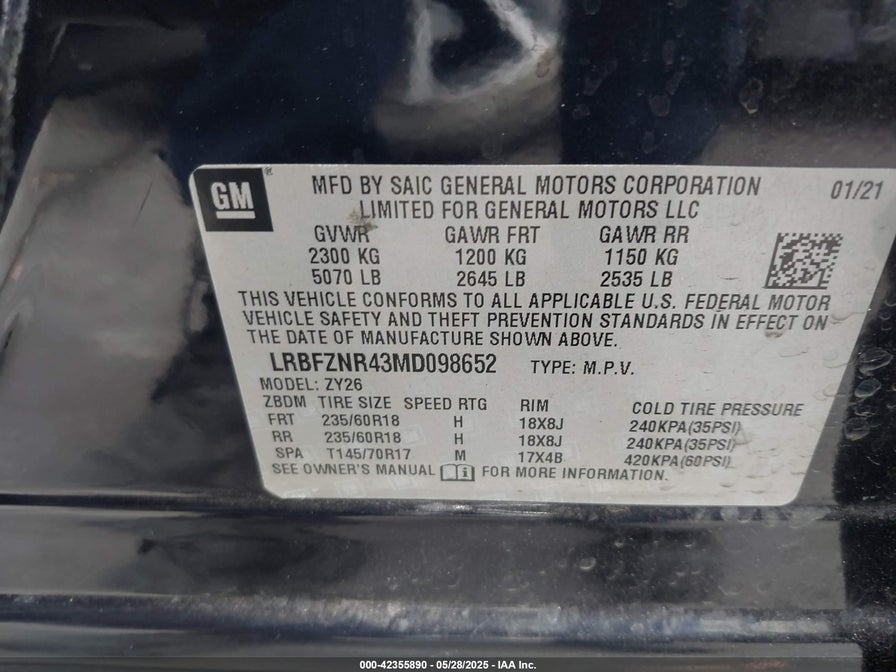 GM®
MFD BY SAIC GENERAL MOTORS CORPORATION 01/21
LIMITED FOR GENERAL MOTORS LLC
GVWR GAWR FRT GAWR RR
2300 KG 1200 KG 1150 KG
5070 LB 2645 LB 2535 LB
THIS VEHICLE CONFORMS TO ALL APPLICABLE U.S. FEDERAL MOTOR
VEHICLE SAFETY AND THEFT PREVENTION STANDARDS IN EFFECT ON
THE DATE OF MANUFACTURE SHOWN ABOVE.
LRBFZNR43MD098652 TYPE: M.P.V.
MODEL: ZY26
ZBDM TIRE SIZE SPEED RTG RIM COLD TIRE PRESSURE
FRT 235/60R18 H 18X8J 240KPA(35PSI)
RR 235/60R18 H 18X8J 240KPA(35PSI)
SPA T145/70R17 M 17X4B 420KPA(60PSI)
SEE OWNER'S MANUAL FOR MORE INFORMATION.
000-42355890 - 05/28/2025 - IAA Inc.